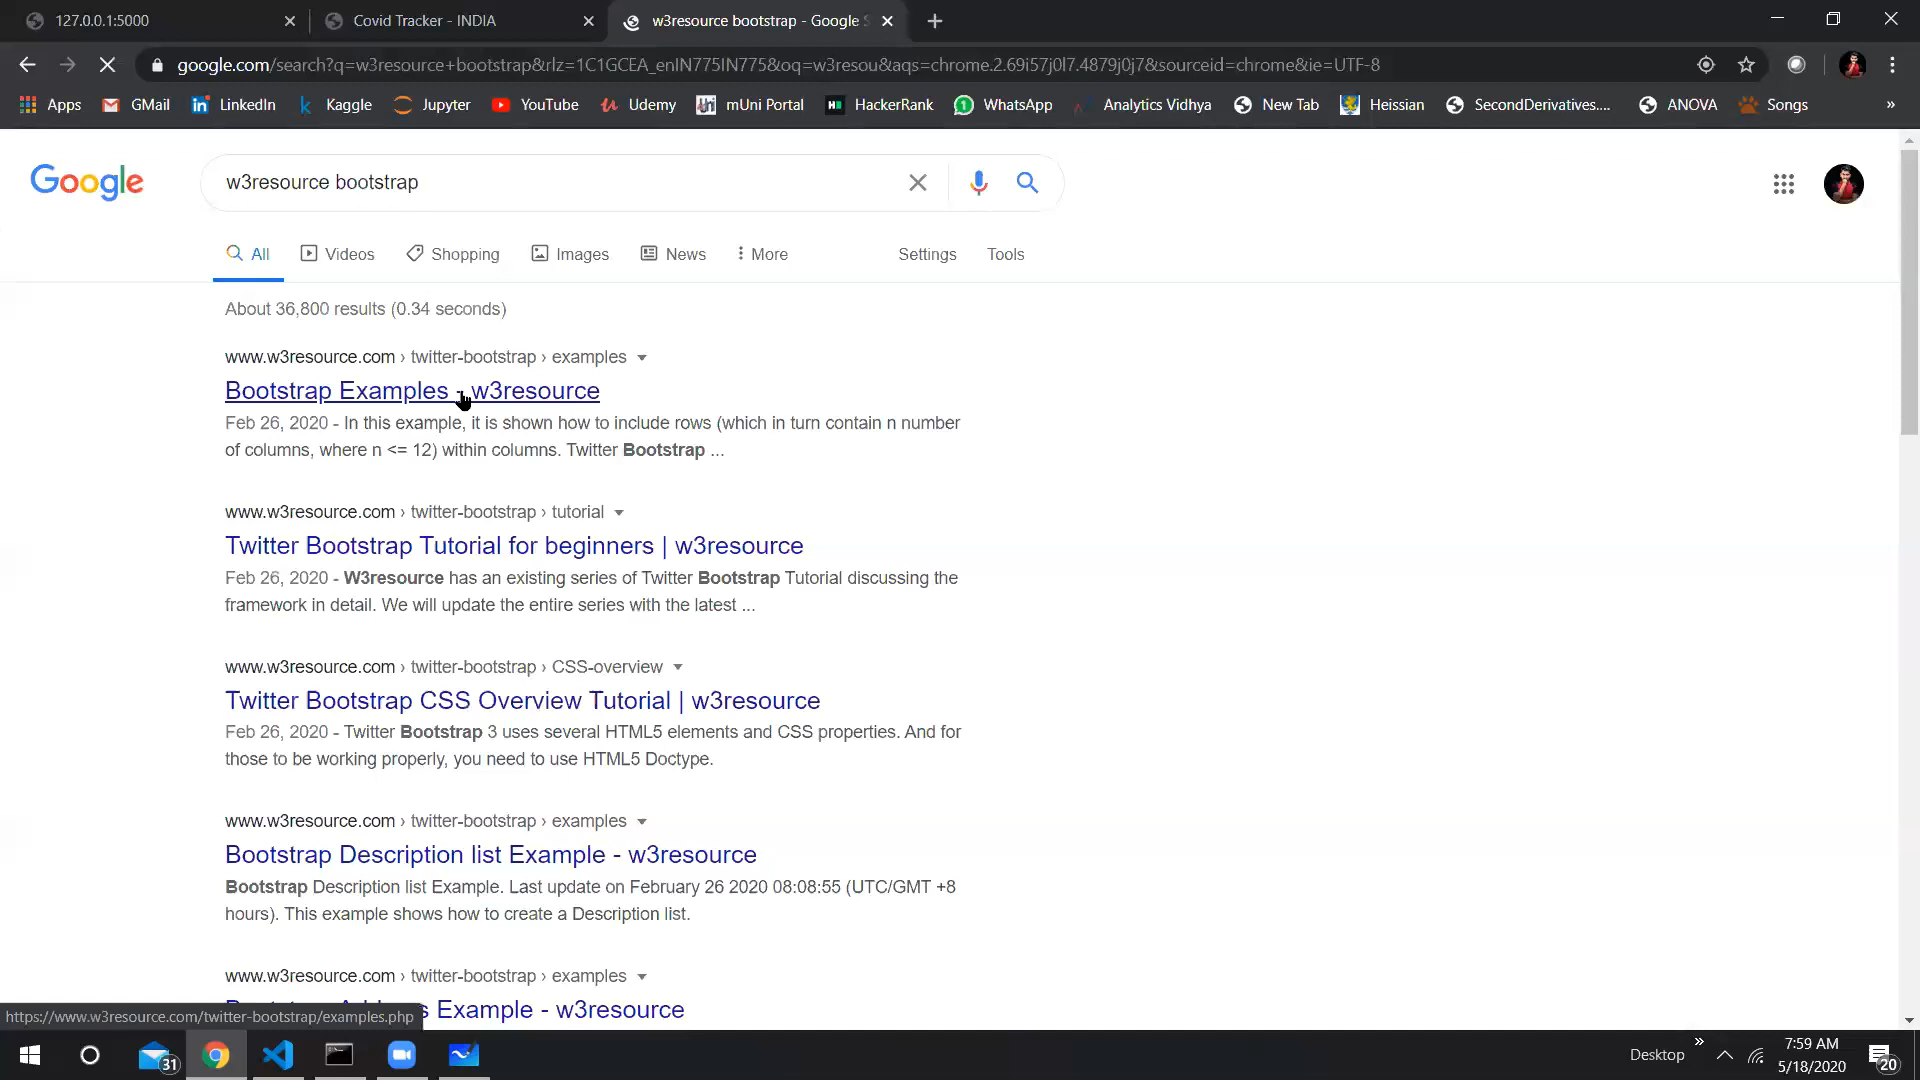 127.0.0.1:5000
Covid Tracker - INDIA
w3resource bootstrap - Google S
google.com/search?q=w3resource+bootstrap&rlz=1C1GCEA_enIN775IN775&oq=w3resou&aqs=chrome.2.69i57j0l7.4879j0j7&sourceid=chrome&ie=UTF-8
Apps GMail LinkedIn Kaggle Jupyter YouTube Udemy mUni Portal HackerRank WhatsApp Analytics Vidhya New Tab Heissian SecondDerivatives.... ANOVA Songs »
Google
w3resource bootstrap
All Videos Shopping Images News More Settings Tools
About 36,800 results (0.34 seconds)
www.w3resource.com › twitter-bootstrap › examples
Bootstrap Examples - w3resource
Feb 26, 2020 - In this example, it is shown how to include rows (which in turn contain n number
of columns, where n <= 12) within columns. Twitter Bootstrap ...
www.w3resource.com › twitter-bootstrap › tutorial
Twitter Bootstrap Tutorial for beginners | w3resource
Feb 26, 2020 - W3resource has an existing series of Twitter Bootstrap Tutorial discussing the
framework in detail. We will update the entire series with the latest ...
www.w3resource.com › twitter-bootstrap › CSS-overview
Twitter Bootstrap CSS Overview Tutorial | w3resource
Feb 26, 2020 - Twitter Bootstrap 3 uses several HTML5 elements and CSS properties. And for
those to be working properly, you need to use HTML5 Doctype.
www.w3resource.com › twitter-bootstrap › examples
Bootstrap Description list Example - w3resource
Bootstrap Description list Example. Last update on February 26 2020 08:08:55 (UTC/GMT +8
hours). This example shows how to create a Description list.
www.w3resource.com › twitter-bootstrap › examples
Example - w3resource
https://www.w3resource.com/twitter-bootstrap/examples.php
31
Desktop »
7:59 AM
5/18/2020
20